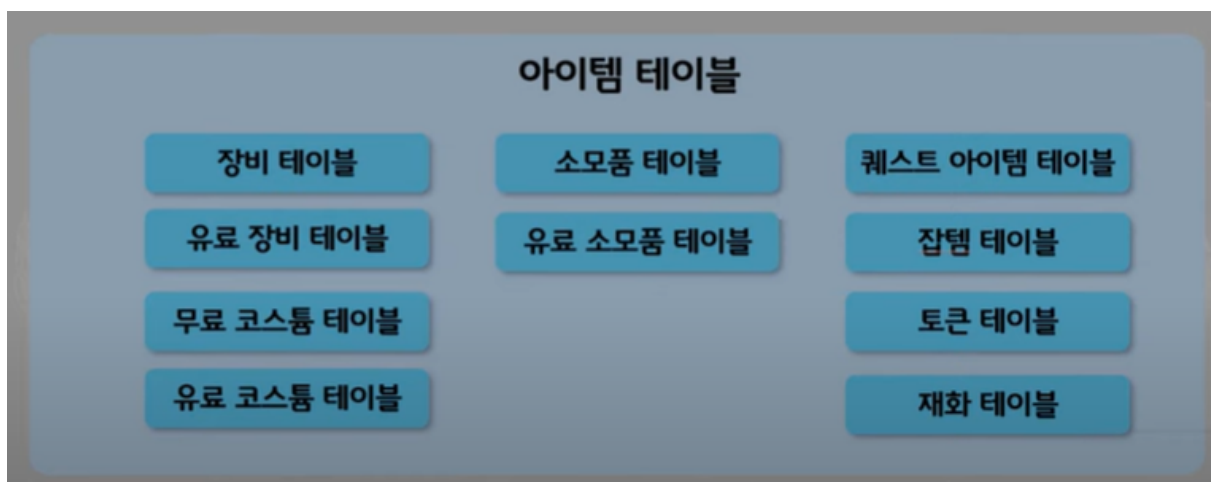 아이템 테이블
장비 테이블
소모품 테이블
퀘스트 아이템 테이블
유료 장비 테이블
유료 소모품 테이블
잡템 테이블
무료 코스튬 테이블
토큰 테이블
유료 코스튬 테이블
재화 테이블